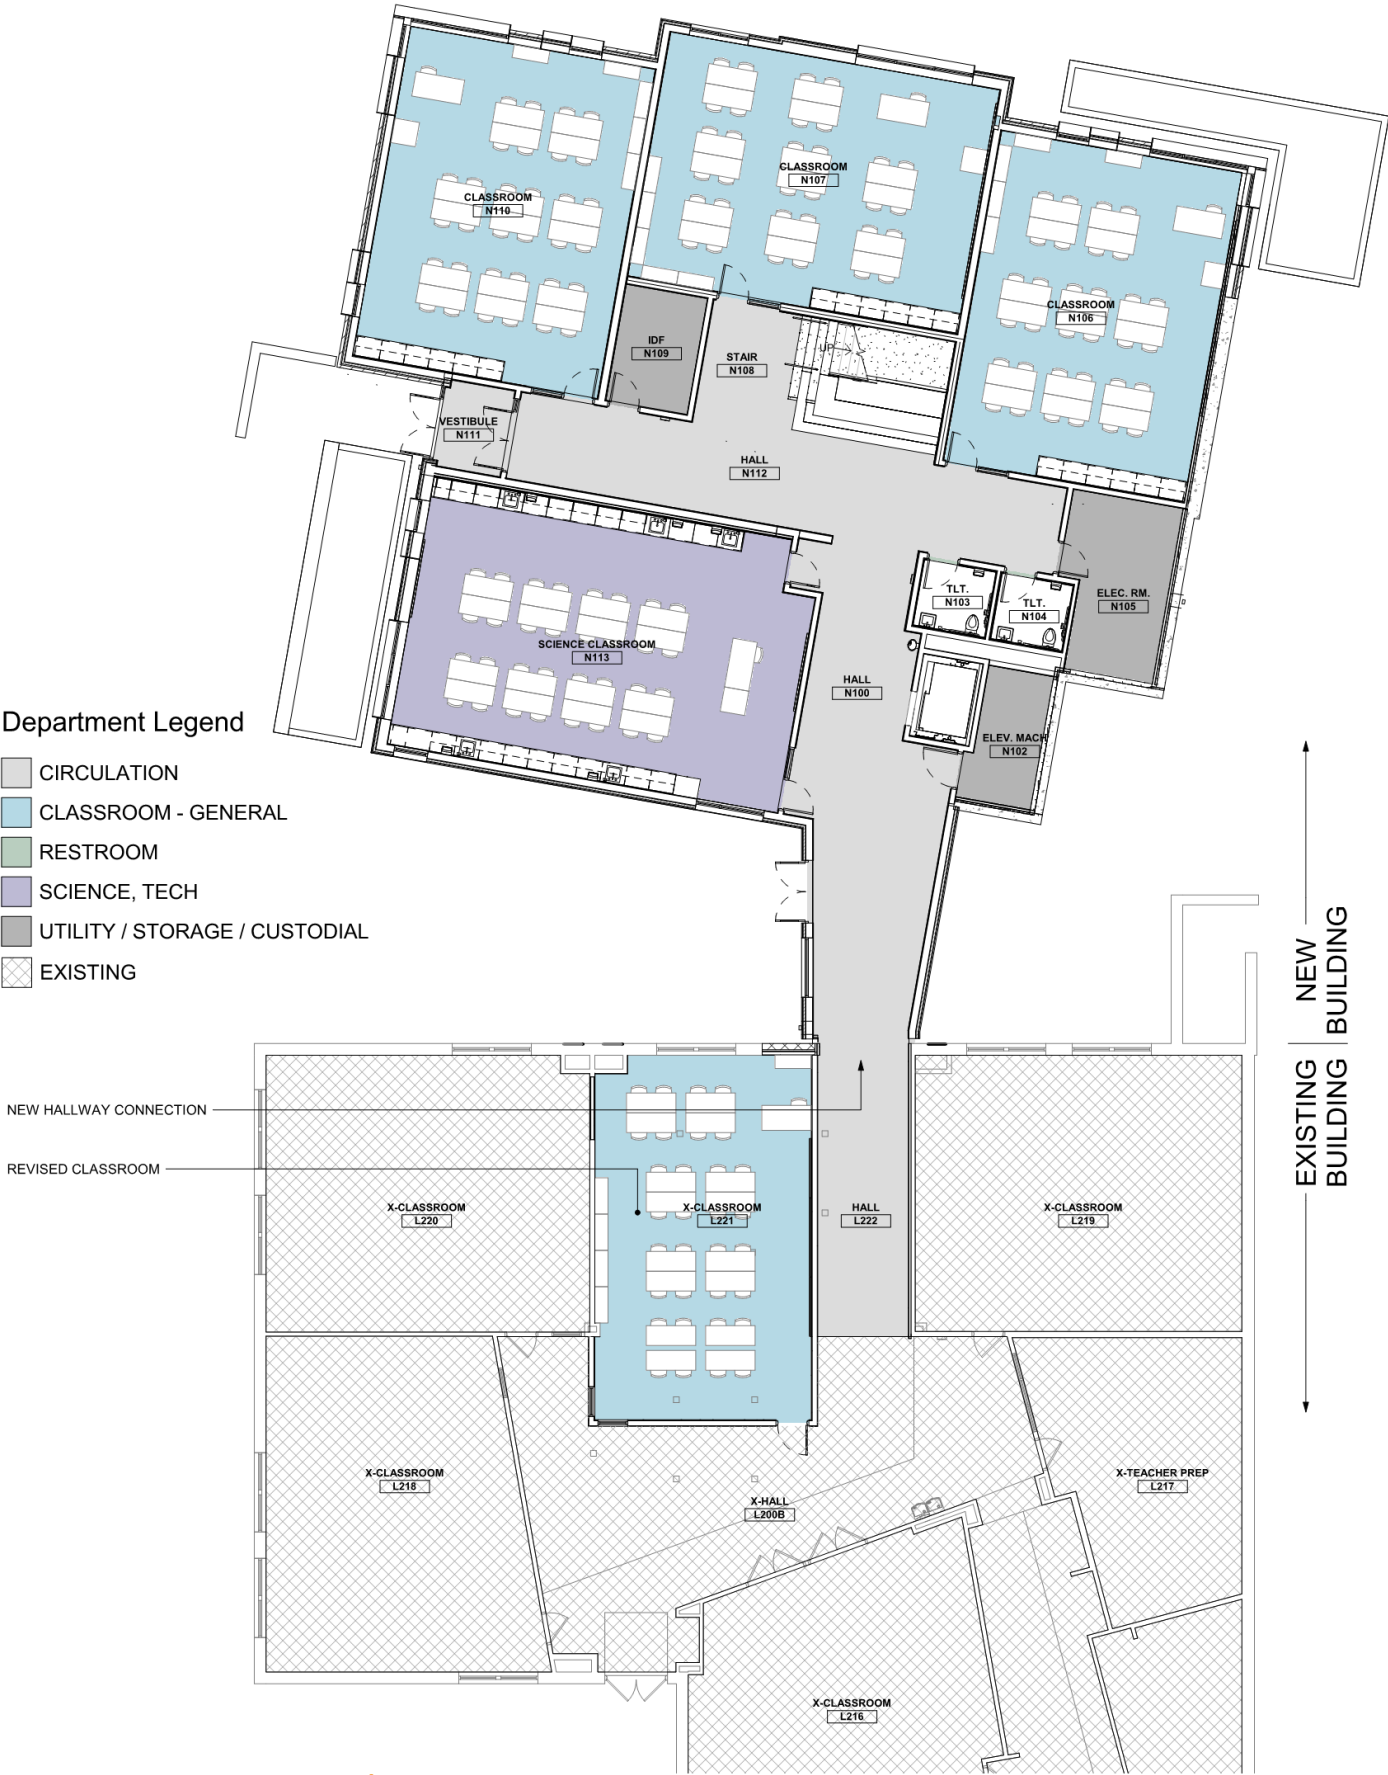 CLASSROOM
N107
CLASSROOM
N110
CLASSROOM
N106
IDF
N109
STAIR
N108
UP
VESTIBULE
N111
HALL
N112
TLT.
N103
TLT.
N104
ELEC. RM.
N105
SCIENCE CLASSROOM
N113
HALL
N100
ELEV. MACH
N102
Department Legend
CIRCULATION
CLASSROOM - GENERAL
RESTROOM
SCIENCE, TECH
UTILITY / STORAGE / CUSTODIAL
EXISTING
NEW
BUILDING
EXISTING
BUILDING
NEW HALLWAY CONNECTION
REVISED CLASSROOM
X-CLASSROOM
L220
X-CLASSROOM
L221
HALL
L222
X-CLASSROOM
L219
X-CLASSROOM
L218
X-HALL
L200B
X-TEACHER PREP
L217
X-CLASSROOM
L216